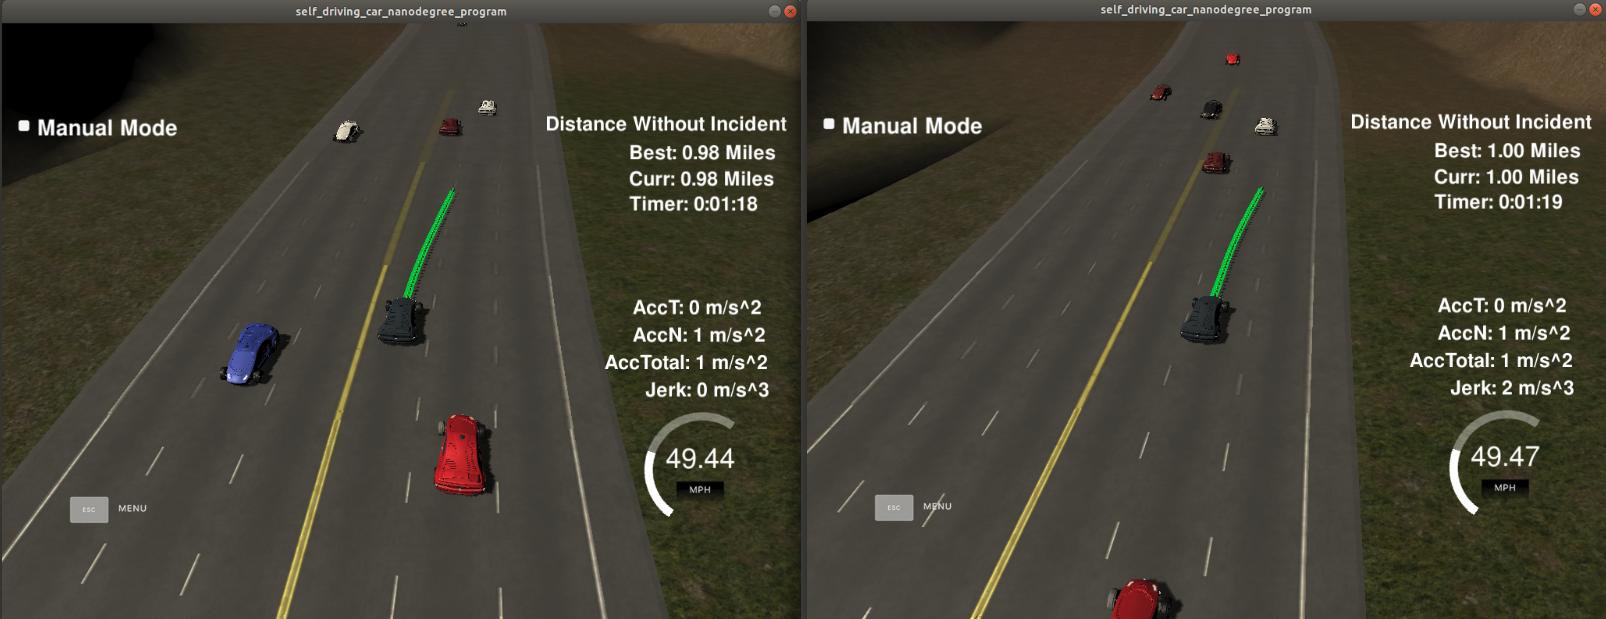 self_driving_car_nanodegree_program
Manual Mode
Distance Without Incident
Best: 0.98 Miles
Curr: 0.98 Miles
Timer: 0:01:18
AccT: 0 m/s^2
AccN: 1 m/s^2
AccTotal: 1 m/s^2
Jerk: 0 m/s^3
49.44
MPH
ESC MENU
self_driving_car_nanodegree_program
Manual Mode
Distance Without Incident
Best: 1.00 Miles
Curr: 1.00 Miles
Timer: 0:01:19
AccT: 0 m/s^2
AccN: 1 m/s^2
AccTotal: 1 m/s^2
Jerk: 2 m/s^3
49.47
MPH
ESC MENU